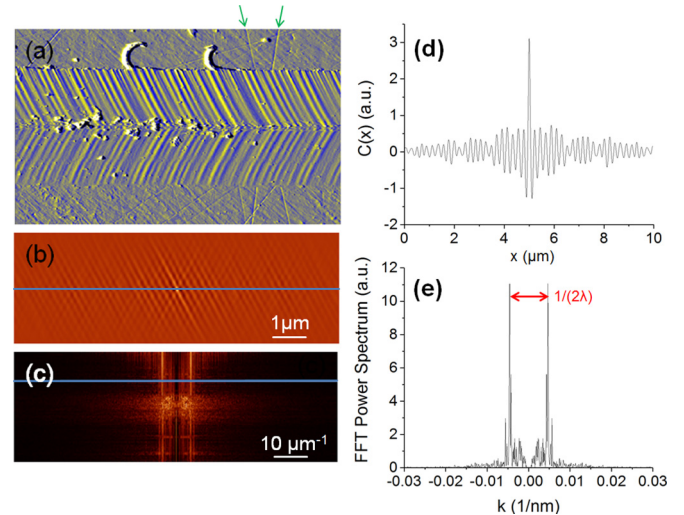 (a)
(b)
1µm
(c)
10 µm-1
(d)
C(x) (a.u.)
3
2
1
0
-1
-2
0 2 4 6 8 10
x (µm)
(e)
1/(2λ)
FFT Power Spectrum (a.u.)
12
10
8
6
4
2
0
-0.03 -0.02 -0.01 0.00 0.01 0.02 0.03
k (1/nm)